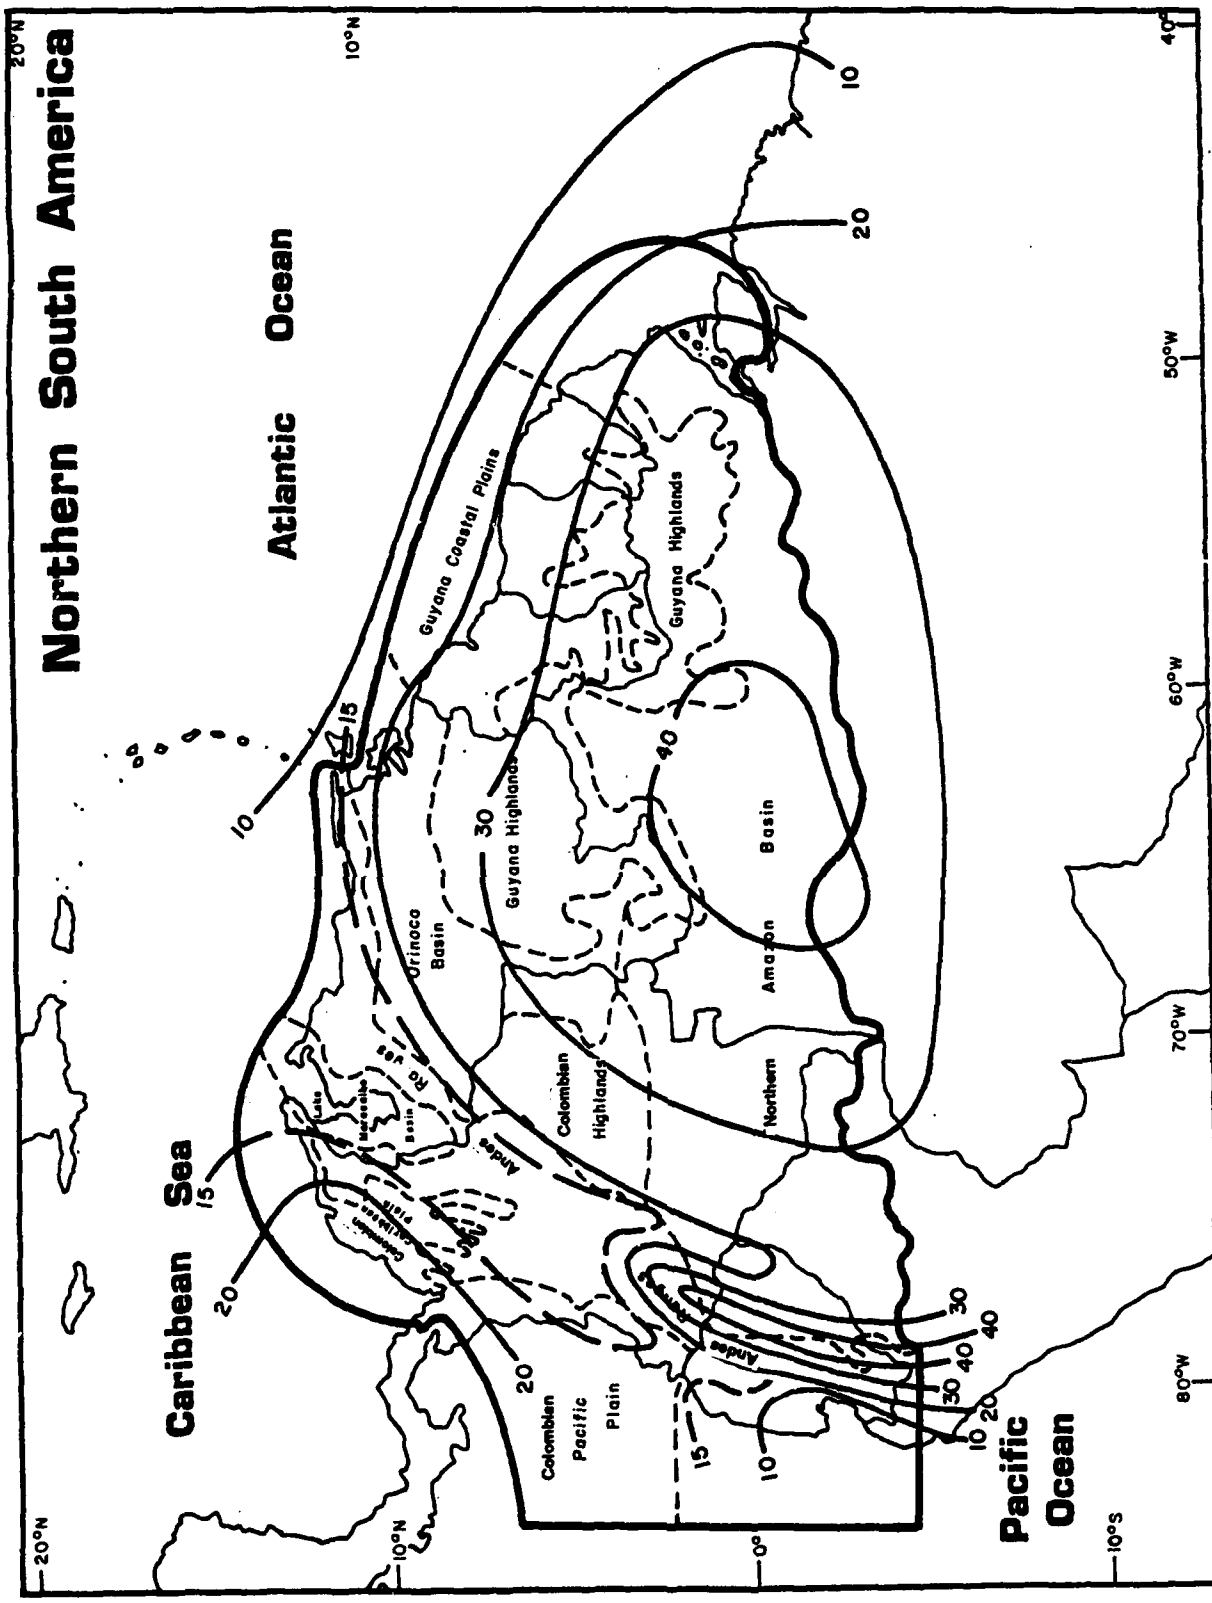 Northern South America
20°N
10°N
40°
Atlantic Ocean
10
20
50°W
Guyana Coastal Plains
Guyana Highlands
60°W
15
10
40
30
Guyana Highlands
Basin
Orinoca
Basin
Amazon
70°W
Lake
Maracaibo
Basin
Colombian
Highlands
Northern
Caribbean Sea
15
Andes
Colombian
Caribbean
Plain
20
20
Andes
30
40
40
30
20
10
80°W
Colombian
Pacific
Plain
15
10
Pacific
Ocean
20°N
10°N
0°
10°S